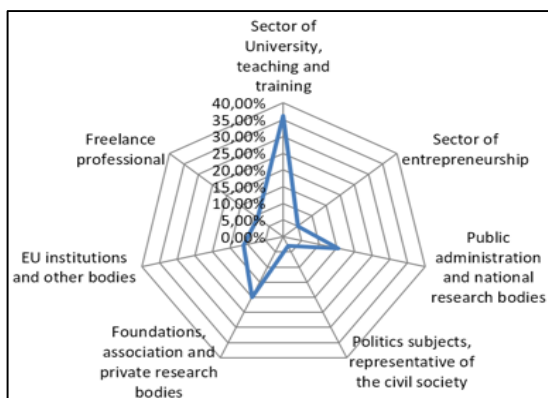 Sector of
University,
teaching and
training
40,00%
35,00%
30,00%
25,00%
20,00%
15,00%
10,00%
5,00%
0,00%
Freelance
professional
Sector of
entrepreneurship
EU institutions
and other bodies
Public
administration
and national
research bodies
Foundations,
association and
private research
bodies
Politics subjects,
representative of
the civil society